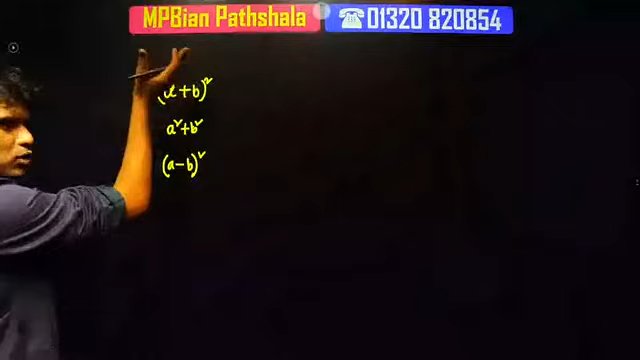 MPBian Pathshala ☎01320 820854
(a+b)²
a²+b²
(a-b)²